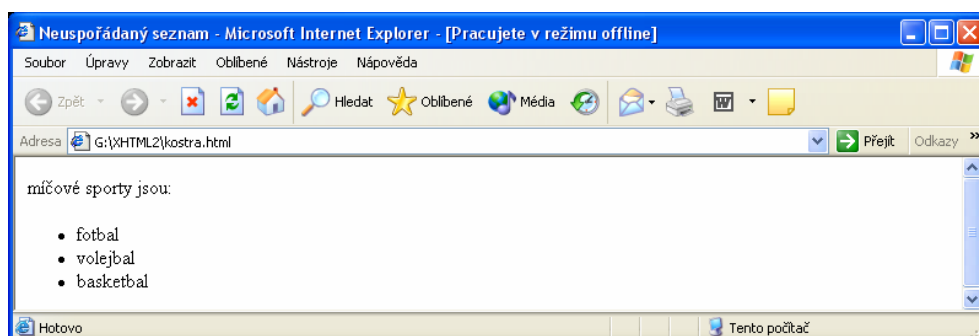 Neuspořádaný seznam - Microsoft Internet Explorer - [Pracujete v režimu offline]
Soubor Úpravy Zobrazit Oblíbené Nástroje Nápověda
Zpět Hledat Oblíbené Média
Adresa G:\XHTML2\kostra.html Přejít Odkazy »
míčové sporty jsou:
• fotbal
• volejbal
• basketbal
Hotovo Tento počítač